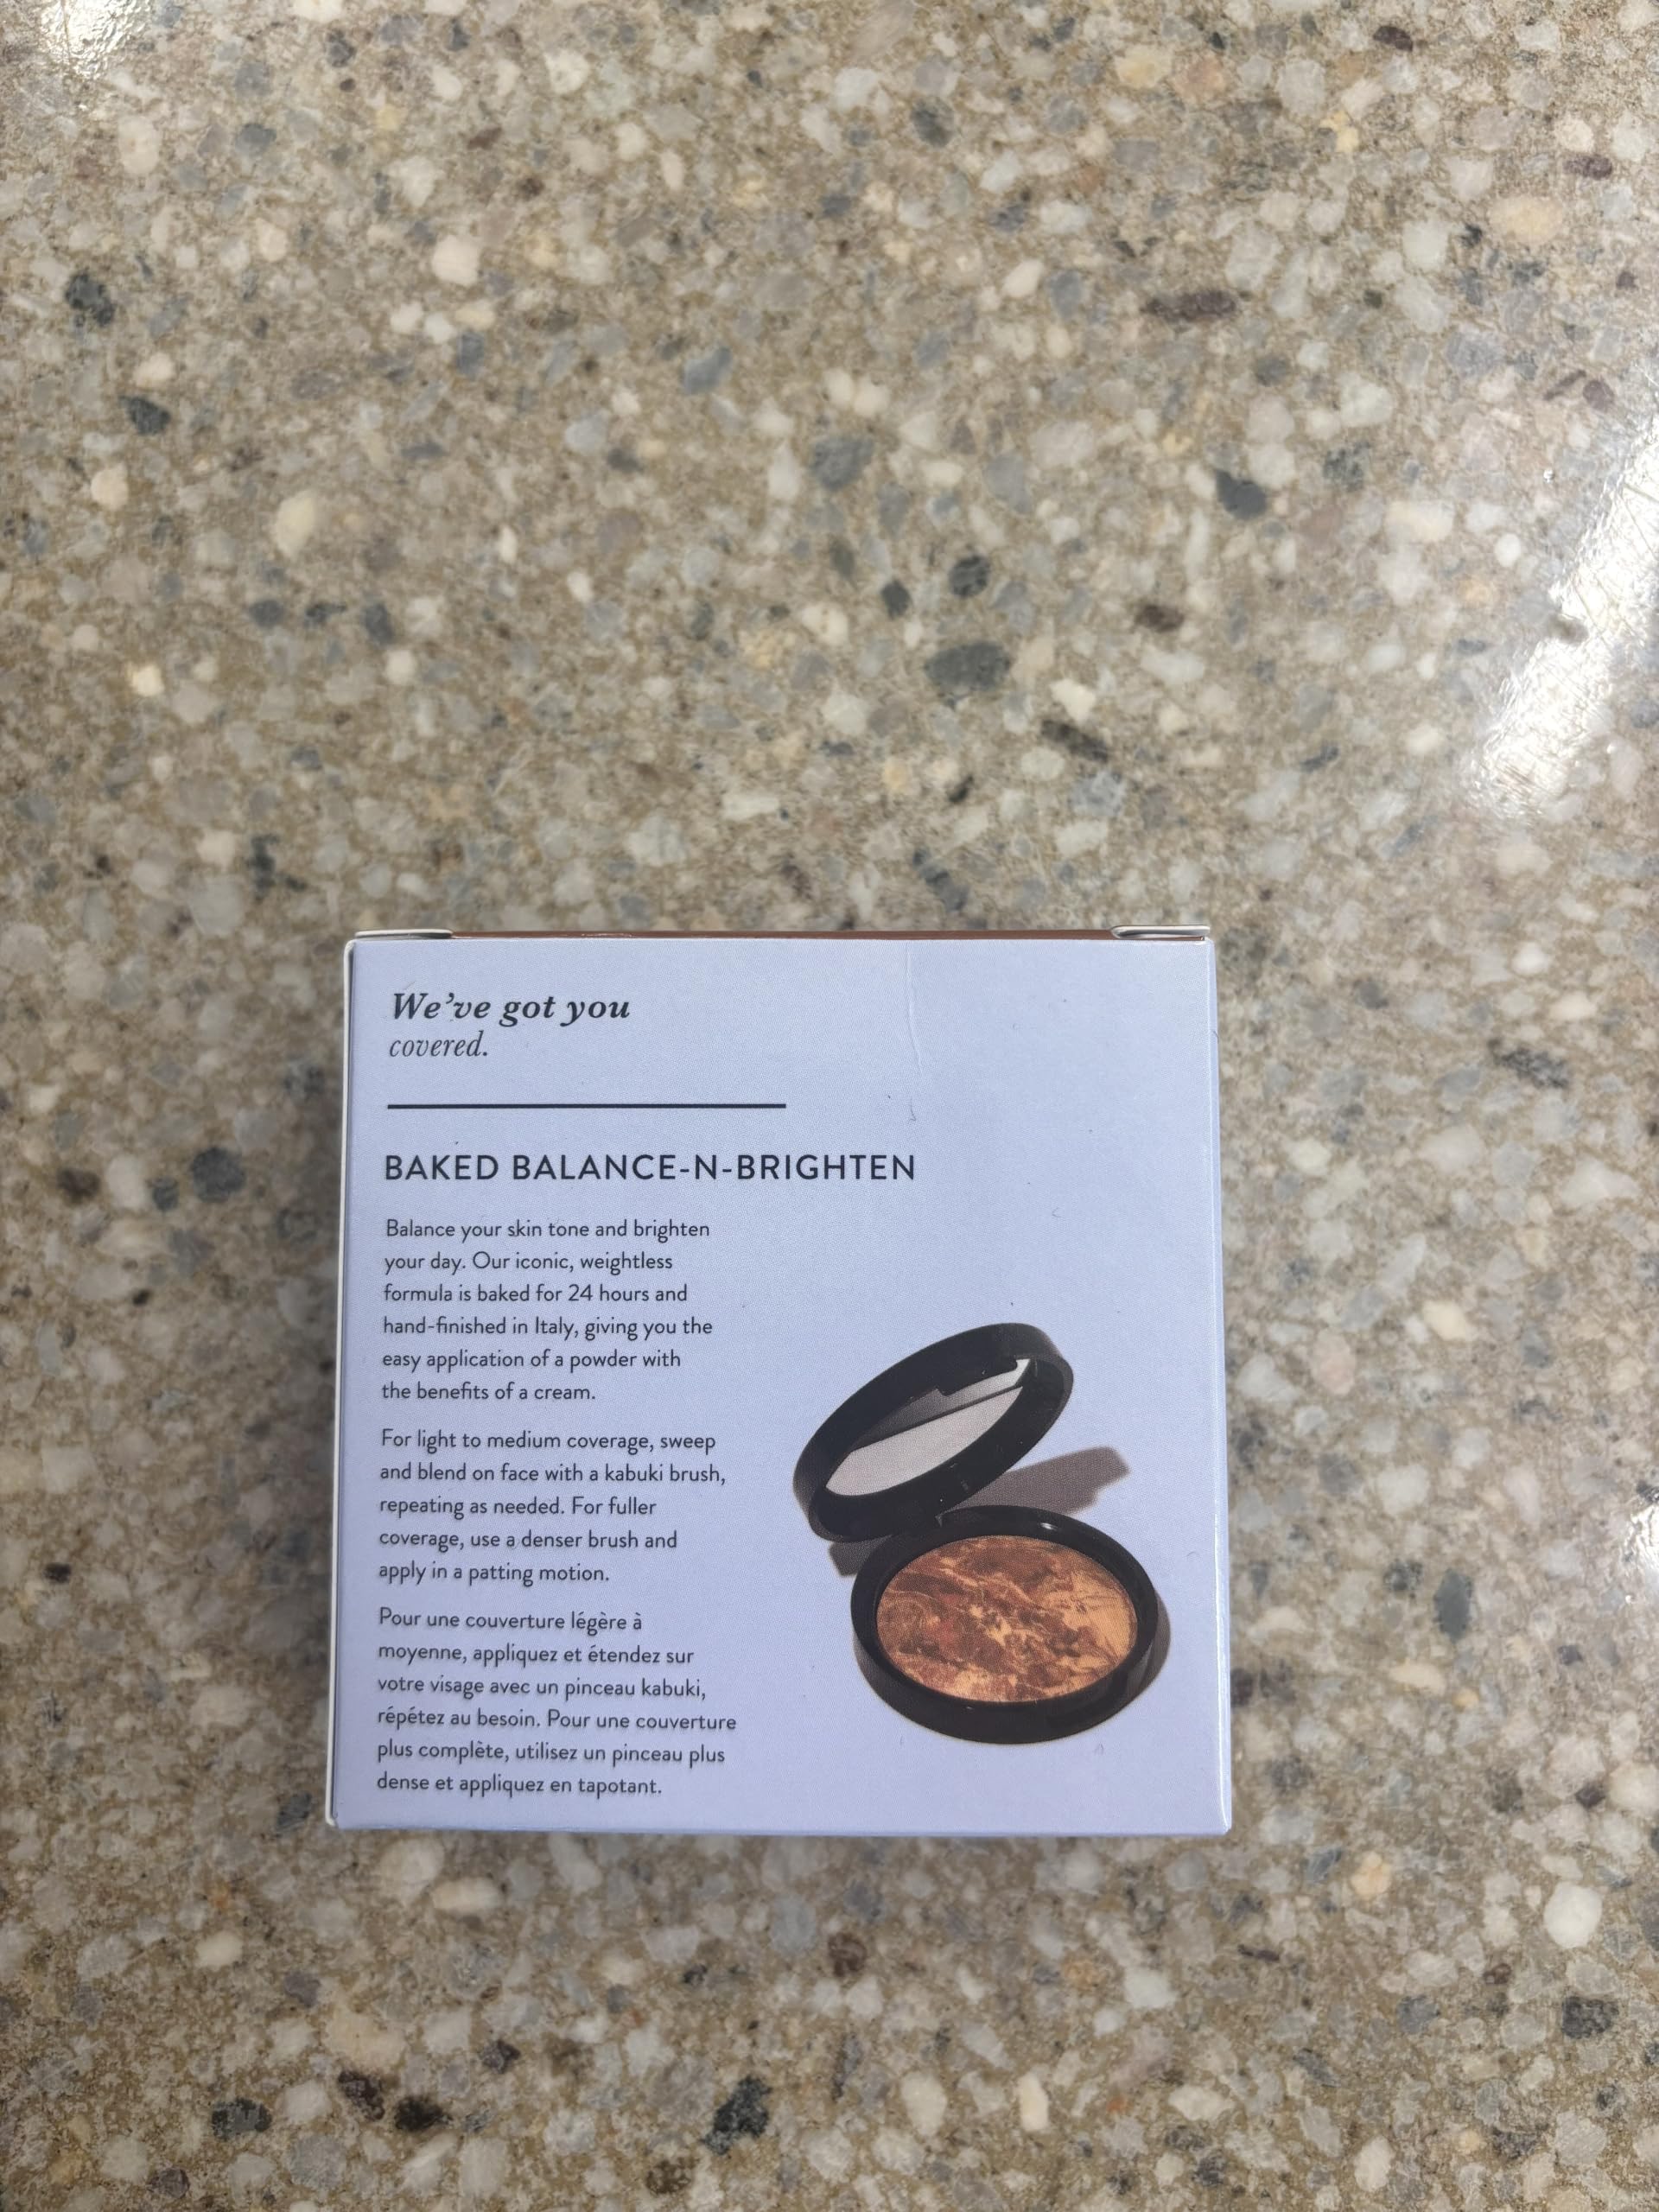 We've got you
covered.
BAKED BALANCE-N-BRIGHTEN
Balance your skin tone and brighten
your day. Our iconic, weightless
formula is baked for 24 hours and
hand-finished in Italy, giving you the
easy application of a powder with
the benefits of a cream.
For light to medium coverage, sweep
and blend on face with a kabuki brush,
repeating as needed. For fuller
coverage, use a denser brush and
apply in a patting motion.
Pour une couverture légère à
moyenne, appliquez et étendez sur
votre visage avec un pinceau kabuki,
répétez au besoin. Pour une couverture
plus complète, utilisez un pinceau plus
dense et appliquez en tapotant.